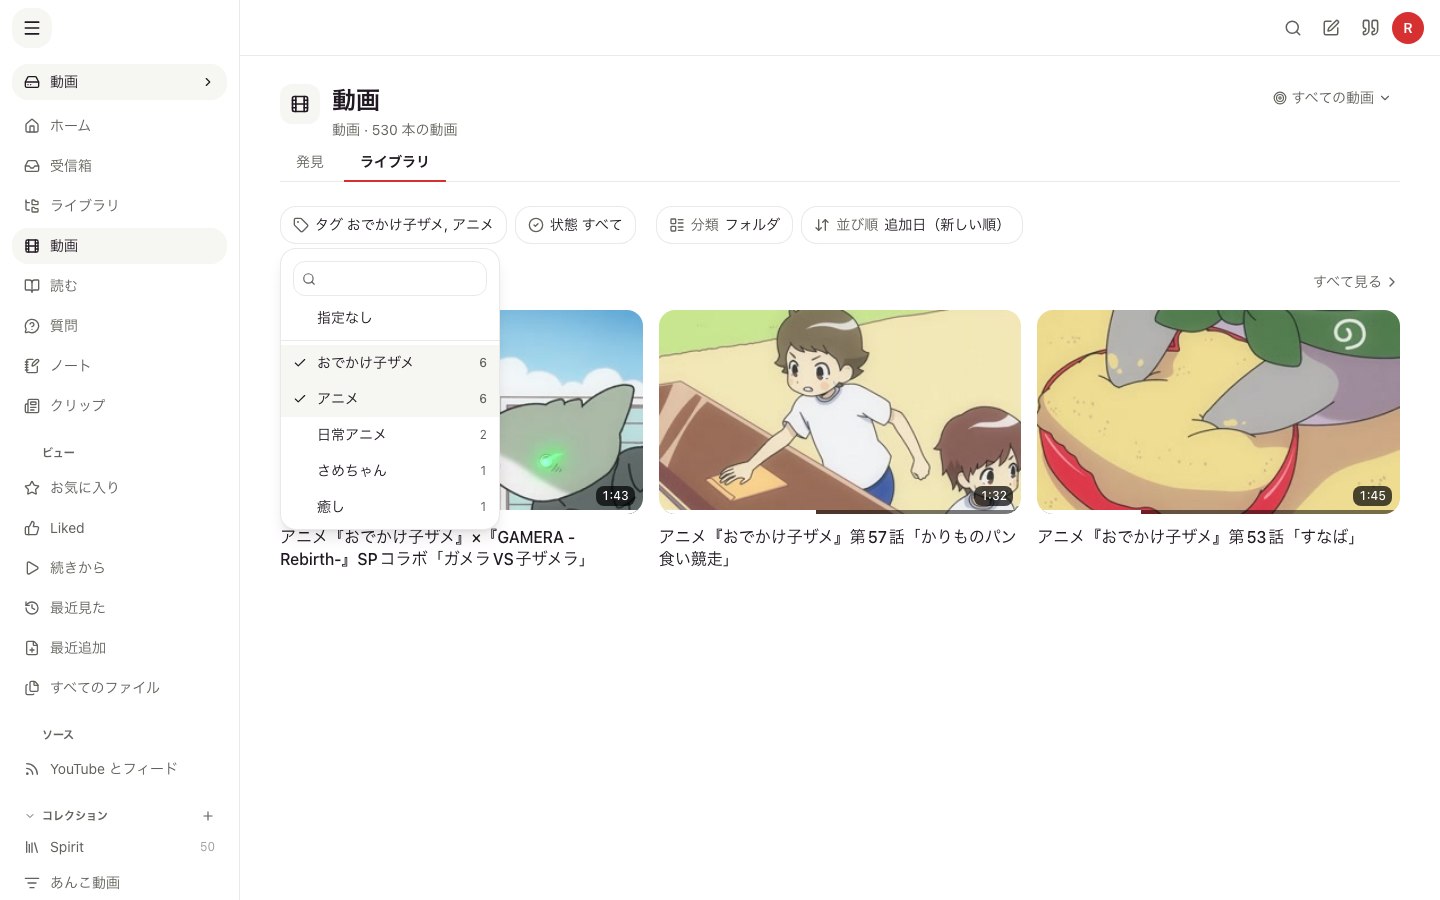 R
動画
ホーム
受信箱
ライブラリ
動画
読む
質問
ノート
クリップ
ビュー
お気に入り
Liked
続きから
最近見た
最近追加
すべてのファイル
ソース
YouTube とフィード
コレクション
Spirit 50
あんこ動画
動画
動画 · 530 本の動画
すべての動画
発見 ライブラリ
タグ おでかけ子ザメ, アニメ 状態 すべて 分類 フォルダ 並び順 追加日（新しい順）
すべて見る
指定なし
おでかけ子ザメ 6
アニメ 6
日常アニメ 2
さめちゃん 1
癒し 1
1:43
1:32
1:45
アニメ『おでかけ子ザメ』×『GAMERA -
Rebirth-』SPコラボ「ガメラVS子ザメラ」
アニメ『おでかけ子ザメ』第57話「かりものパン
食い競走」
アニメ『おでかけ子ザメ』第53話「すなば」